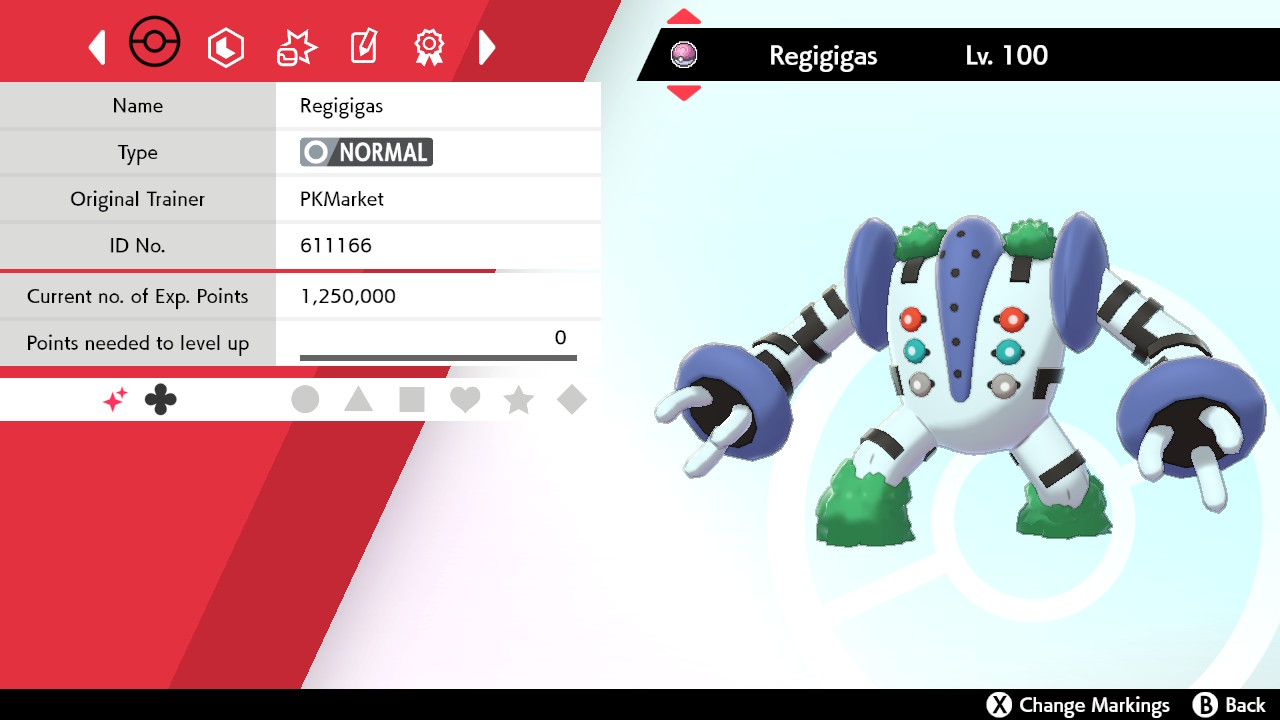 Regigigas Lv. 100
Name Regigigas
Type NORMAL
Original Trainer PKMarket
ID No. 611166
Current no. of Exp. Points 1,250,000
Points needed to level up 0
X Change Markings B Back